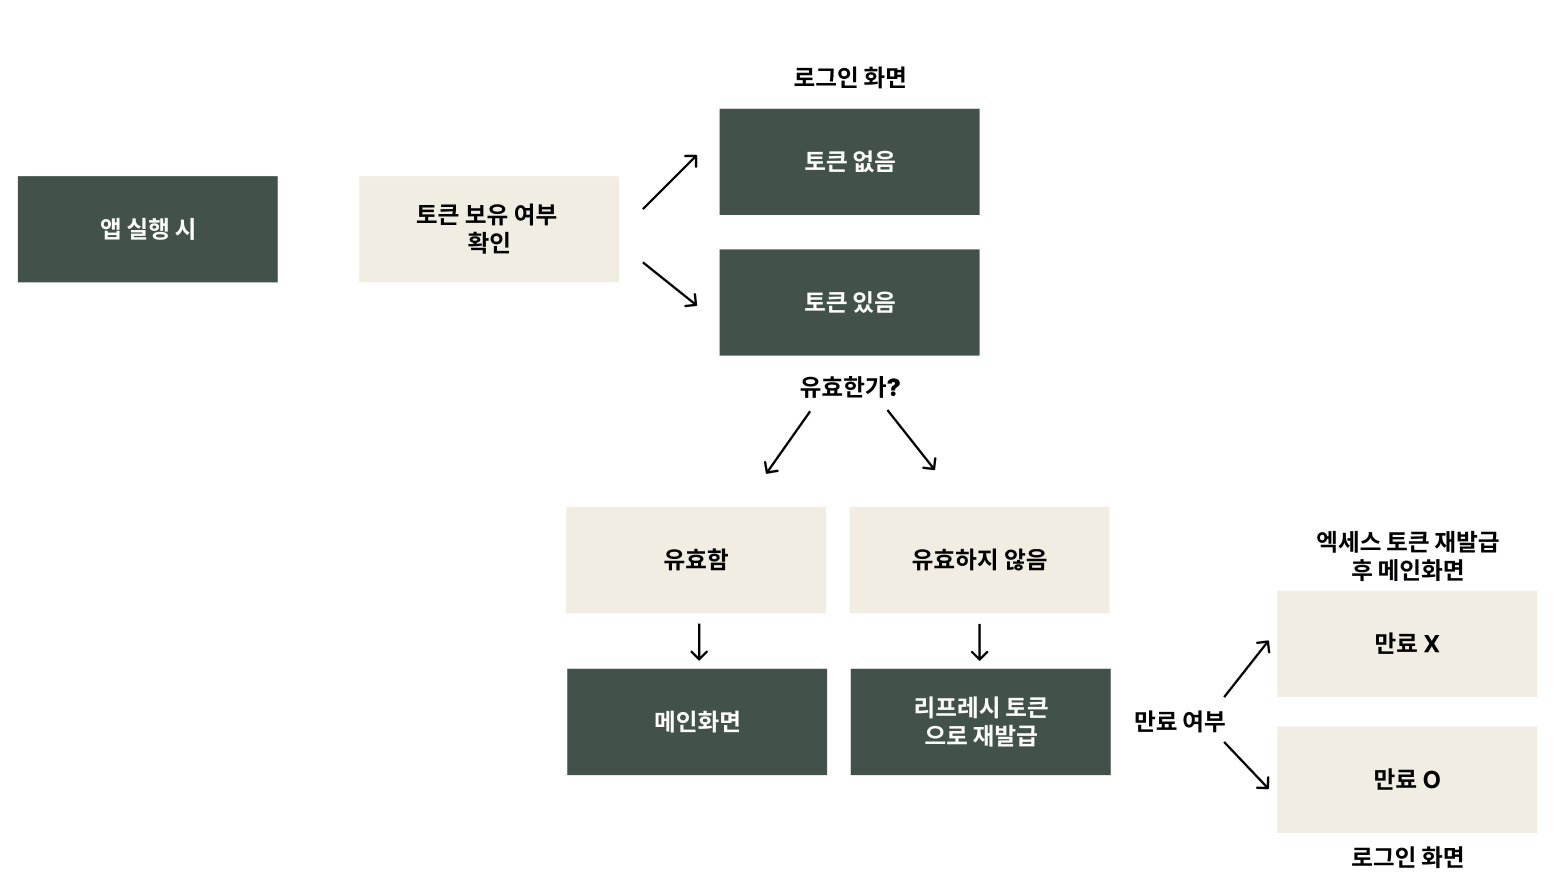 앱 실행 시
토큰 보유 여부
확인
로그인 화면
토큰 없음
토큰 있음
유효한가?
유효함
유효하지 않음
메인화면
리프레시 토큰
으로 재발급
만료 여부
엑세스 토큰 재발급
후 메인화면
만료 X
만료 O
로그인 화면